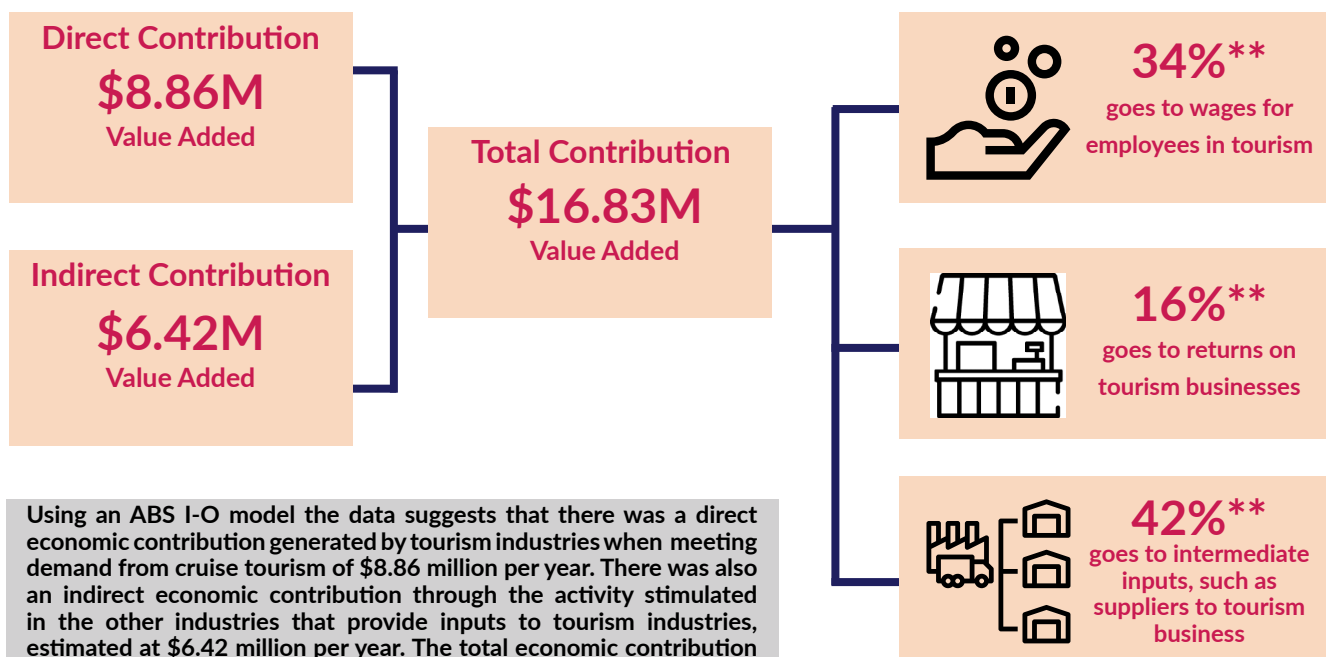 Direct Contribution
$8.86M
Value Added
Indirect Contribution
$6.42M
Value Added
Total Contribution
$16.83M
Value Added
34%**
goes to wages for
employees in tourism
16%**
goes to returns on
tourism businesses
42%**
goes to intermediate
inputs, such as
suppliers to tourism
business
Using an ABS I-O model the data suggests that there was a direct
economic contribution generated by tourism industries when meeting
demand from cruise tourism of $8.86 million per year. There was also
an indirect economic contribution through the activity stimulated
in the other industries that provide inputs to tourism industries,
estimated at $6.42 million per year. The total economic contribution